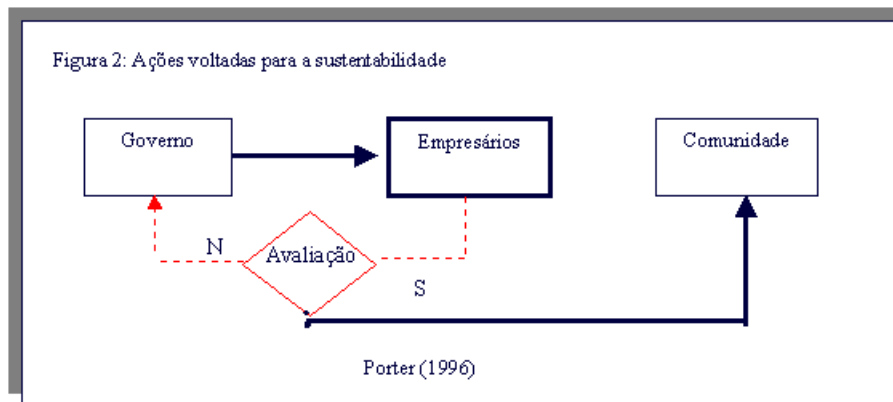 Figura 2: Ações voltadas para a sustentabilidade
Governo
Empresários
Comunidade
N
Avaliação
S
Porter (1996)